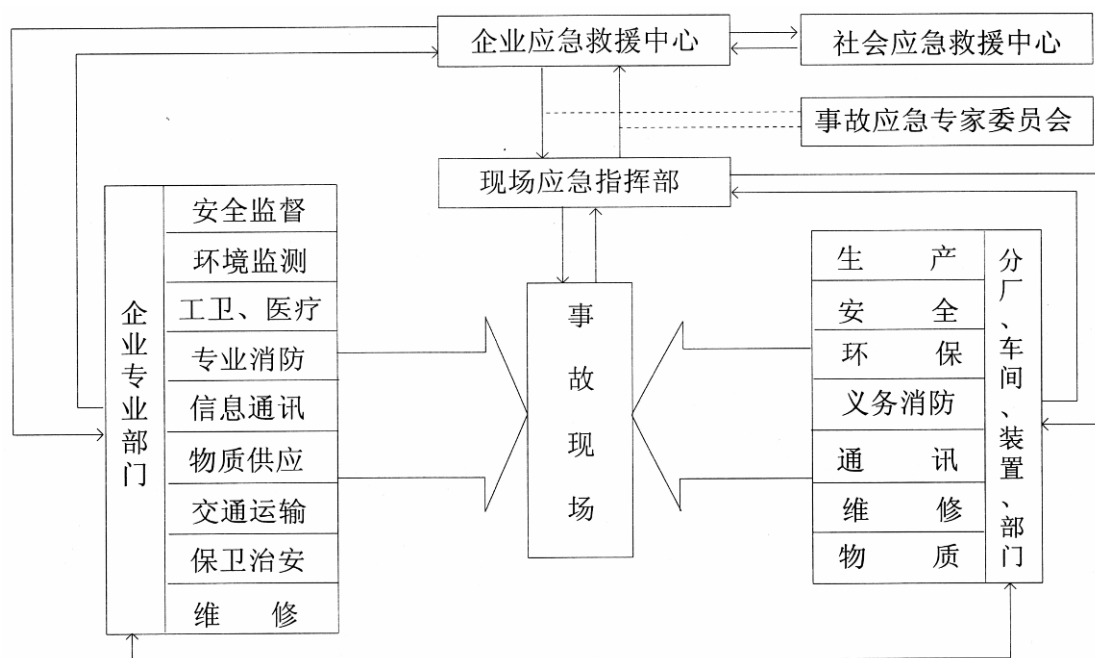 企业应急救援中心
社会应急救援中心
事故应急专家委员会
现场应急指挥部
企业专业部门
安全监督
环境监测
工卫、医疗
专业消防
信息通讯
物质供应
交通运输
保卫治安
维 修
事故现场
生 产
安 全
环 保
义务消防
通 讯
维 修
物 质
分厂、车间、装置、部门